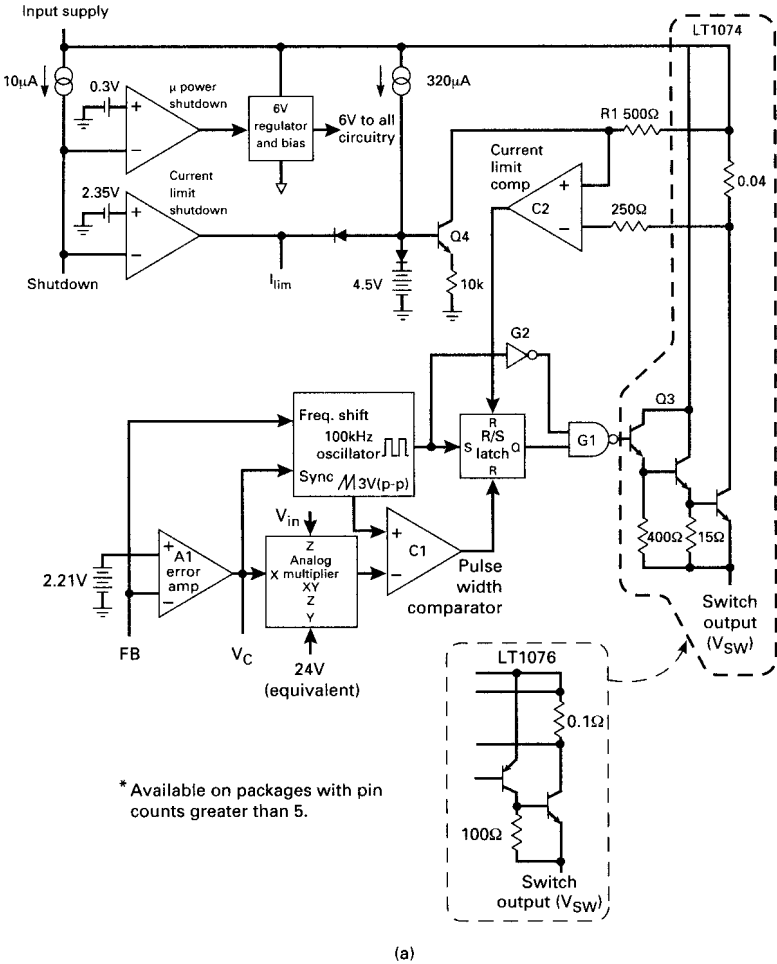 Input supply
LT1074
10µA
0.3V
+
−
µ power
shutdown
6V
regulator
and bias
6V to all
circuitry
320µA
R1 500Ω
0.04
2.35V
+
−
Current
limit
shutdown
Current
limit
comp
+
C2
−
250Ω
Shutdown
I lim
4.5V
Q4
10k
G2
Freq. shift
100kHz
oscillator
Sync
3V(p-p)
R
R/S
S latch Q
R
G1
Q3
400Ω
15Ω
Vin
Z
Analog
X multiplier
XY
Z
Y
+
C1
−
Pulse
width
comparator
2.21V
+
A1
error
amp
−
FB
VC
24V
(equivalent)
Switch
output
(VSW)
LT1076
0.1Ω
100Ω
Switch
output (VSW)
* Available on packages with pin
counts greater than 5.
(a)